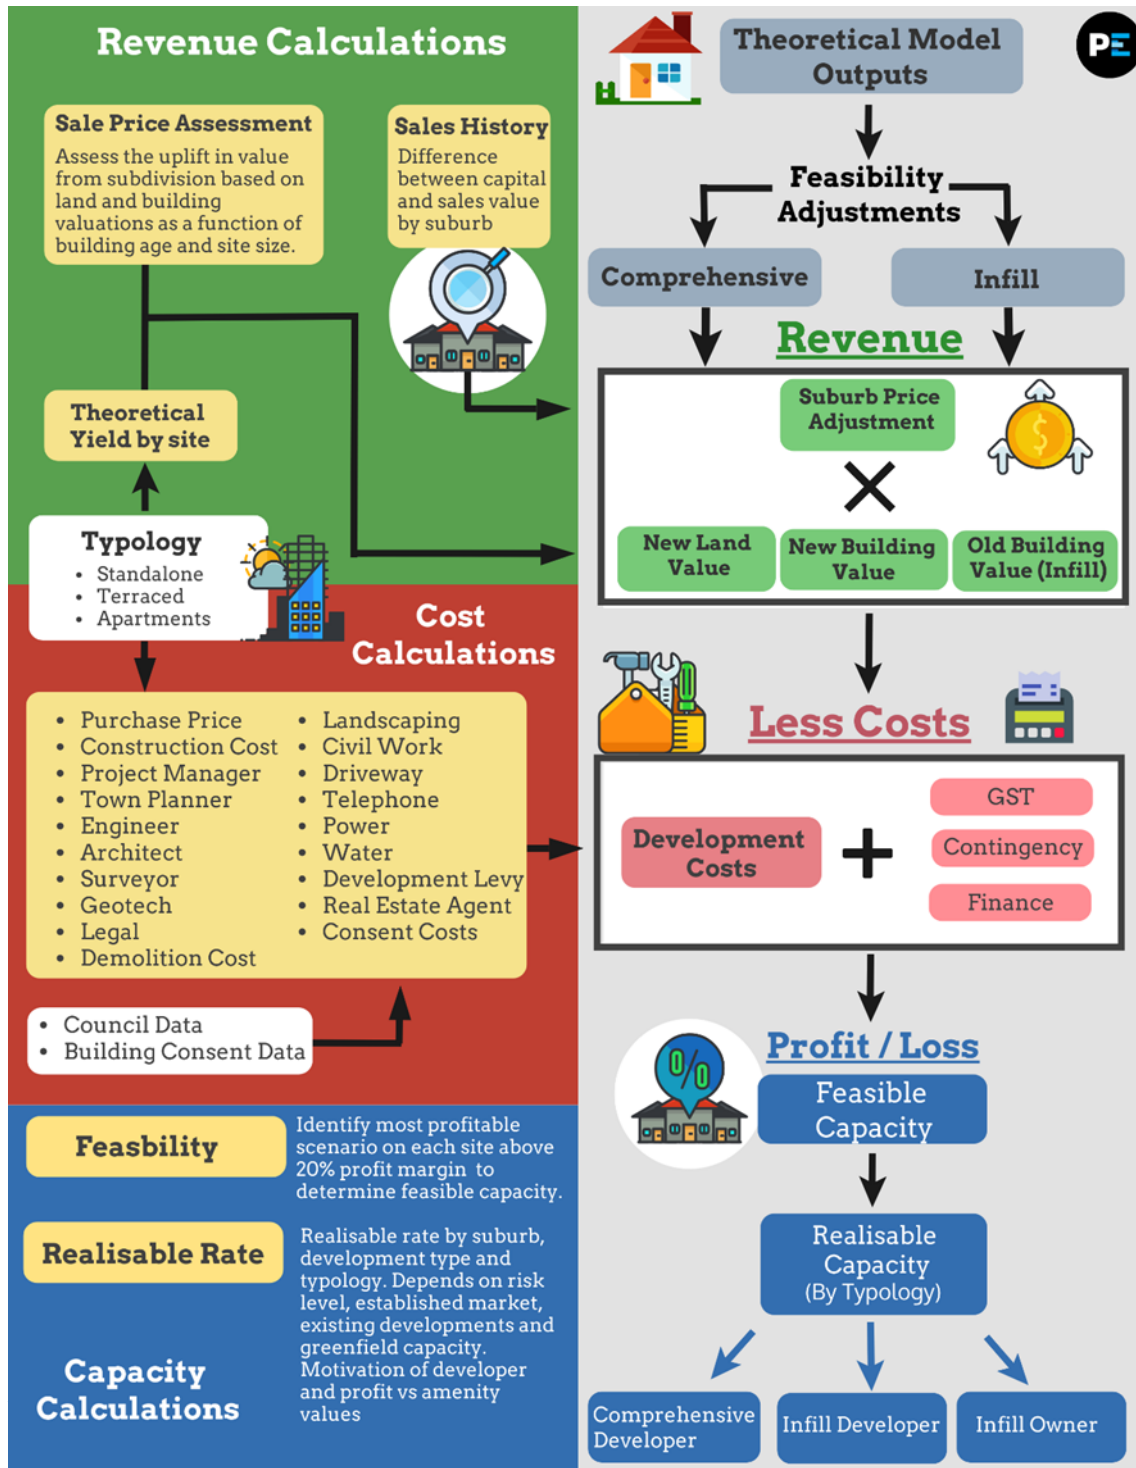 Revenue Calculations
Sale Price Assessment
Assess the uplift in value
from subdivision based on
land and building
valuations as a function of
building age and site size.
Sales History
Difference
between capital
and sales value
by suburb
Theoretical
Yield by site
Typology
• Standalone
• Terraced
• Apartments
Cost
Calculations
• Purchase Price
• Construction Cost
• Project Manager
• Town Planner
• Engineer
• Architect
• Surveyor
• Geotech
• Legal
• Demolition Cost
• Landscaping
• Civil Work
• Driveway
• Telephone
• Power
• Water
• Development Levy
• Real Estate Agent
• Consent Costs
• Council Data
• Building Consent Data
Feasbility
Identify most profitable
scenario on each site above
20% profit margin to
determine feasible capacity.
Realisable Rate
Realisable rate by suburb,
development type and
typology. Depends on risk
level, established market,
existing developments and
greenfield capacity.
Motivation of developer
and profit vs amenity
values
Capacity
Calculations
Theoretical Model
Outputs
PE
Feasibility
Adjustments
Comprehensive
Infill
Revenue
Suburb Price
Adjustment
$
New Land
Value
New Building
Value
Old Building
Value (Infill)
Less Costs
Development
Costs
GST
Contingency
Finance
Profit / Loss
%
Feasible
Capacity
Realisable
Capacity
(By Typology)
Comprehensive
Developer
Infill Developer
Infill Owner